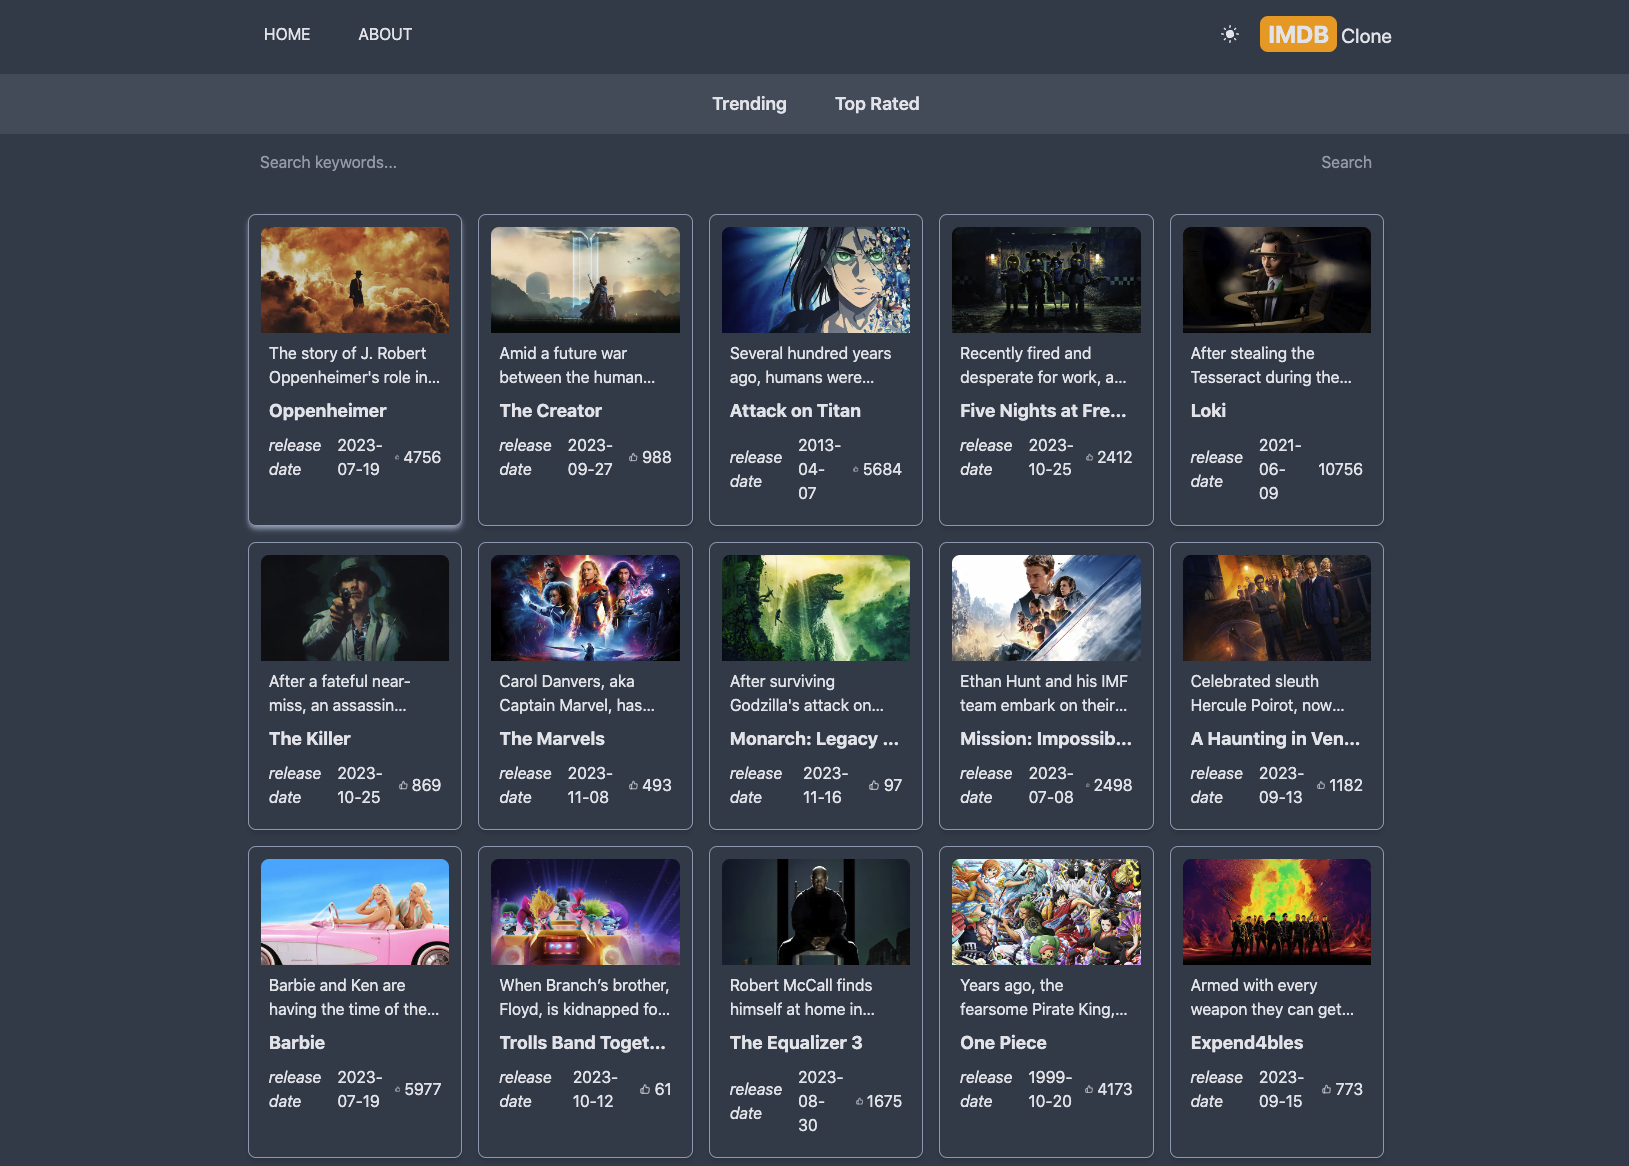 HOME ABOUT IMDB Clone
Trending Top Rated
Search keywords... Search
The story of J. Robert
Oppenheimer's role in...
Oppenheimer
release date 2023-07-19 4756
Amid a future war
between the human...
The Creator
release date 2023-09-27 988
Several hundred years
ago, humans were...
Attack on Titan
release date 2013-04-07 5684
Recently fired and
desperate for work, a...
Five Nights at Fre...
release date 2023-10-25 2412
After stealing the
Tesseract during the...
Loki
release date 2021-06-09 10756
After a fateful near-
miss, an assassin...
The Killer
release date 2023-10-25 869
Carol Danvers, aka
Captain Marvel, has...
The Marvels
release date 2023-11-08 493
After surviving
Godzilla's attack on...
Monarch: Legacy ...
release date 2023-11-16 97
Ethan Hunt and his IMF
team embark on their...
Mission: Impossib...
release date 2023-07-08 2498
Celebrated sleuth
Hercule Poirot, now...
A Haunting in Ven...
release date 2023-09-13 1182
Barbie and Ken are
having the time of the...
Barbie
release date 2023-07-19 5977
When Branch’s brother,
Floyd, is kidnapped fo...
Trolls Band Toget...
release date 2023-10-12 61
Robert McCall finds
himself at home in...
The Equalizer 3
release date 2023-08-30 1675
Years ago, the
fearsome Pirate King,...
One Piece
release date 1999-10-20 4173
Armed with every
weapon they can get...
Expend4bles
release date 2023-09-15 773